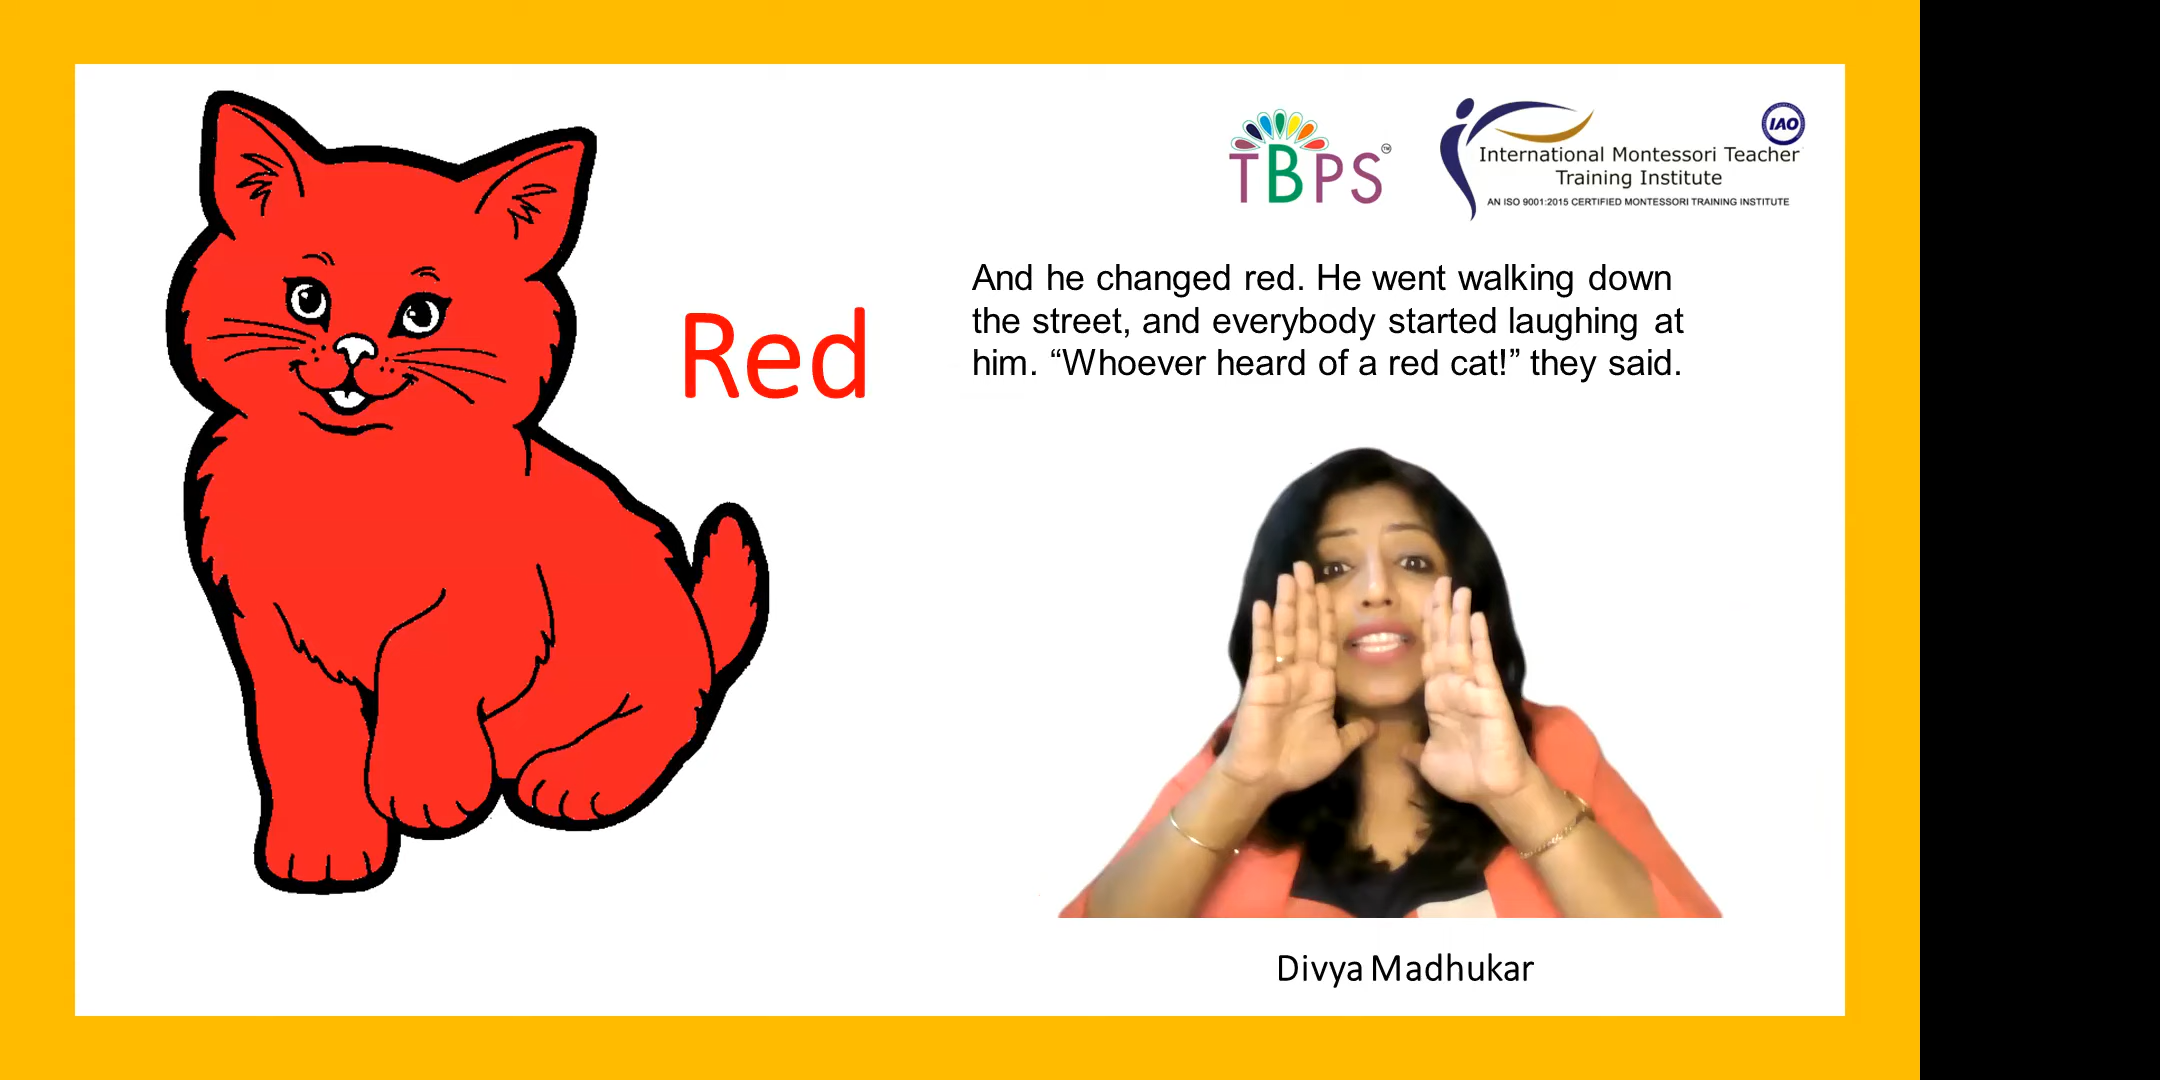 TBPS
TM
IAO
International Montessori Teacher
Training Institute
AN ISO 9001:2015 CERTIFIED MONTESSORI TRAINING INSTITUTE
Red
And he changed red. He went walking down
the street, and everybody started laughing at
him. “Whoever heard of a red cat!” they said.
Divya Madhukar